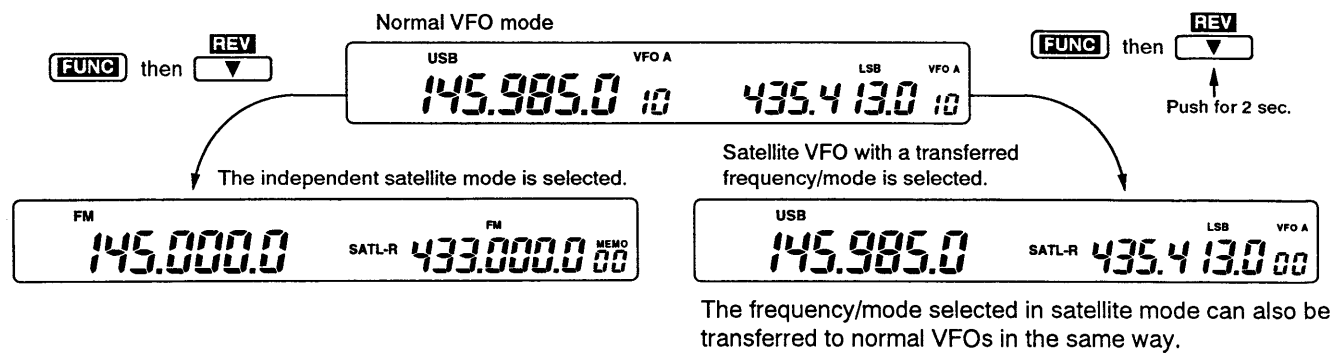 Normal VFO mode
FUNC then REV ▼
USB VFO A LSB VFO A
145.985.0 10 435.413.0 10
FUNC then REV ▼
Push for 2 sec.
The independent satellite mode is selected.
FM FM
145.000.0 SATL-R 433.000.0 MEMO 00
Satellite VFO with a transferred
frequency/mode is selected.
USB LSB VFO A
145.985.0 SATL-R 435.413.0 00
The frequency/mode selected in satellite mode can also be
transferred to normal VFOs in the same way.